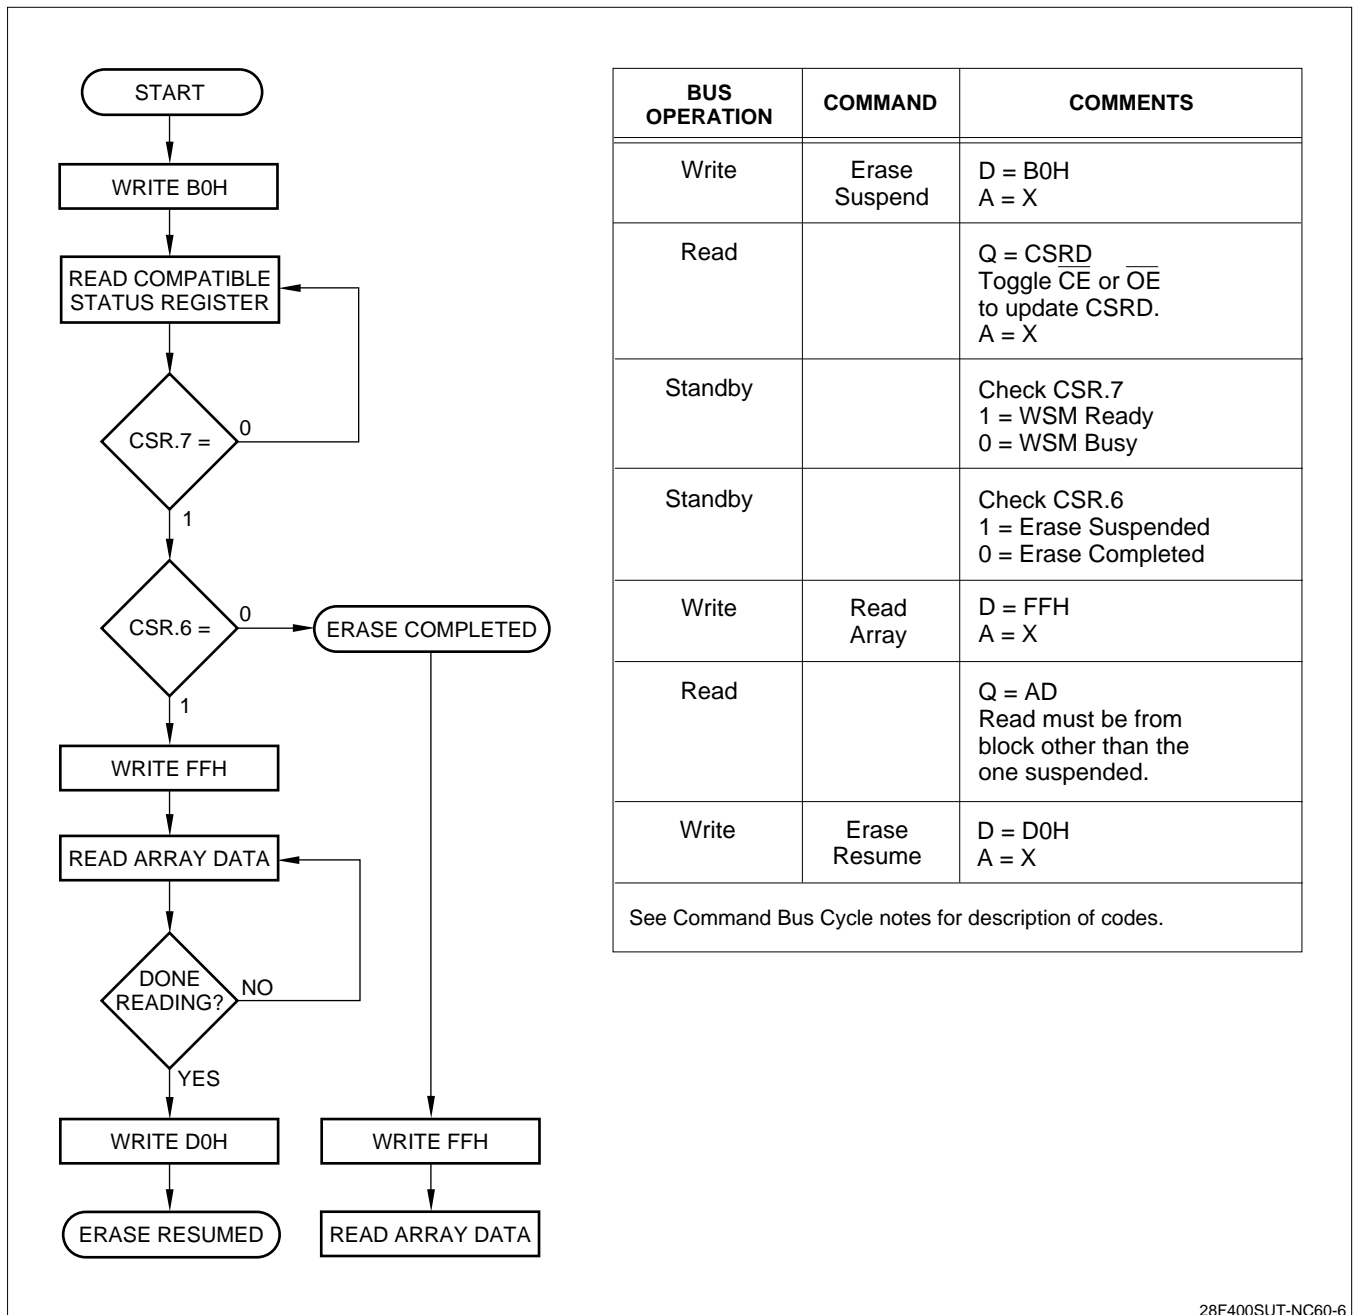 START
WRITE B0H
READ COMPATIBLE
STATUS REGISTER
CSR.7 =
0
1
CSR.6 =
0
ERASE COMPLETED
1
WRITE FFH
READ ARRAY DATA
DONE
READING?
NO
YES
WRITE D0H
WRITE FFH
ERASE RESUMED
READ ARRAY DATA
BUS
OPERATION
COMMAND
COMMENTS
Write
Erase
Suspend
D = B0H
A = X
Read
Q = CSRD
Toggle C̅E̅ or O̅E̅
to update CSRD.
A = X
Standby
Check CSR.7
1 = WSM Ready
0 = WSM Busy
Standby
Check CSR.6
1 = Erase Suspended
0 = Erase Completed
Write
Read
Array
D = FFH
A = X
Read
Q = AD
Read must be from
block other than the
one suspended.
Write
Erase
Resume
D = D0H
A = X
See Command Bus Cycle notes for description of codes.
28F400SUT-NC60-6